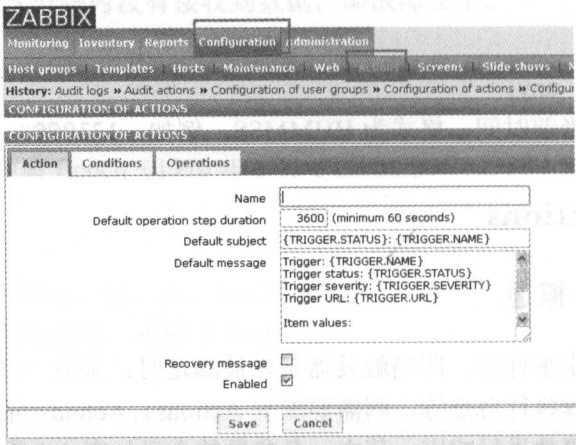 ZABBIX
Monitoring Inventory Reports Configuration Administration
Host groups Templates Hosts Maintenance Web Screens Slide shows
History: Audit logs » Audit actions » Configuration of user groups » Configuration of actions » Configur
CONFIGURATION OF ACTIONS
CONFIGURATION OF ACTIONS
Action Conditions Operations
Name
Default operation step duration 3600 (minimum 60 seconds)
Default subject {TRIGGER.STATUS}: {TRIGGER.NAME}
Default message Trigger: {TRIGGER.NAME}
Trigger status: {TRIGGER.STATUS}
Trigger severity: {TRIGGER.SEVERITY}
Trigger URL: {TRIGGER.URL}
Item values:
Recovery message
Enabled
Save Cancel